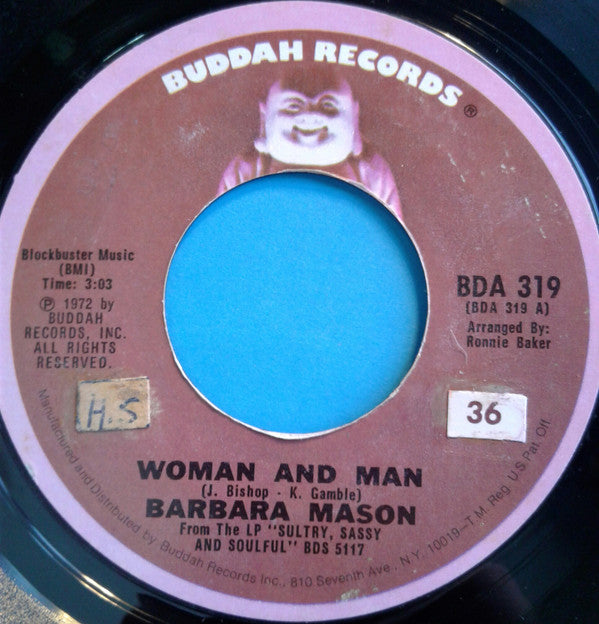 BUDDAH RECORDS®
Blockbuster Music
(BMI)
Time: 3:03
℗ 1972 by
BUDDAH
RECORDS, INC.
ALL RIGHTS
RESERVED.
BDA 319
(BDA 319 A)
Arranged By:
Ronnie Baker
H.S
36
WOMAN AND MAN
(J. Bishop - K. Gamble)
BARBARA MASON
From The LP "SULTRY, SASSY
AND SOULFUL" BDS 5117
Manufactured and Distributed by Buddah Records Inc., 810 Seventh Ave., N.Y. 10019-T.M. Reg. U.S. Pat. Off